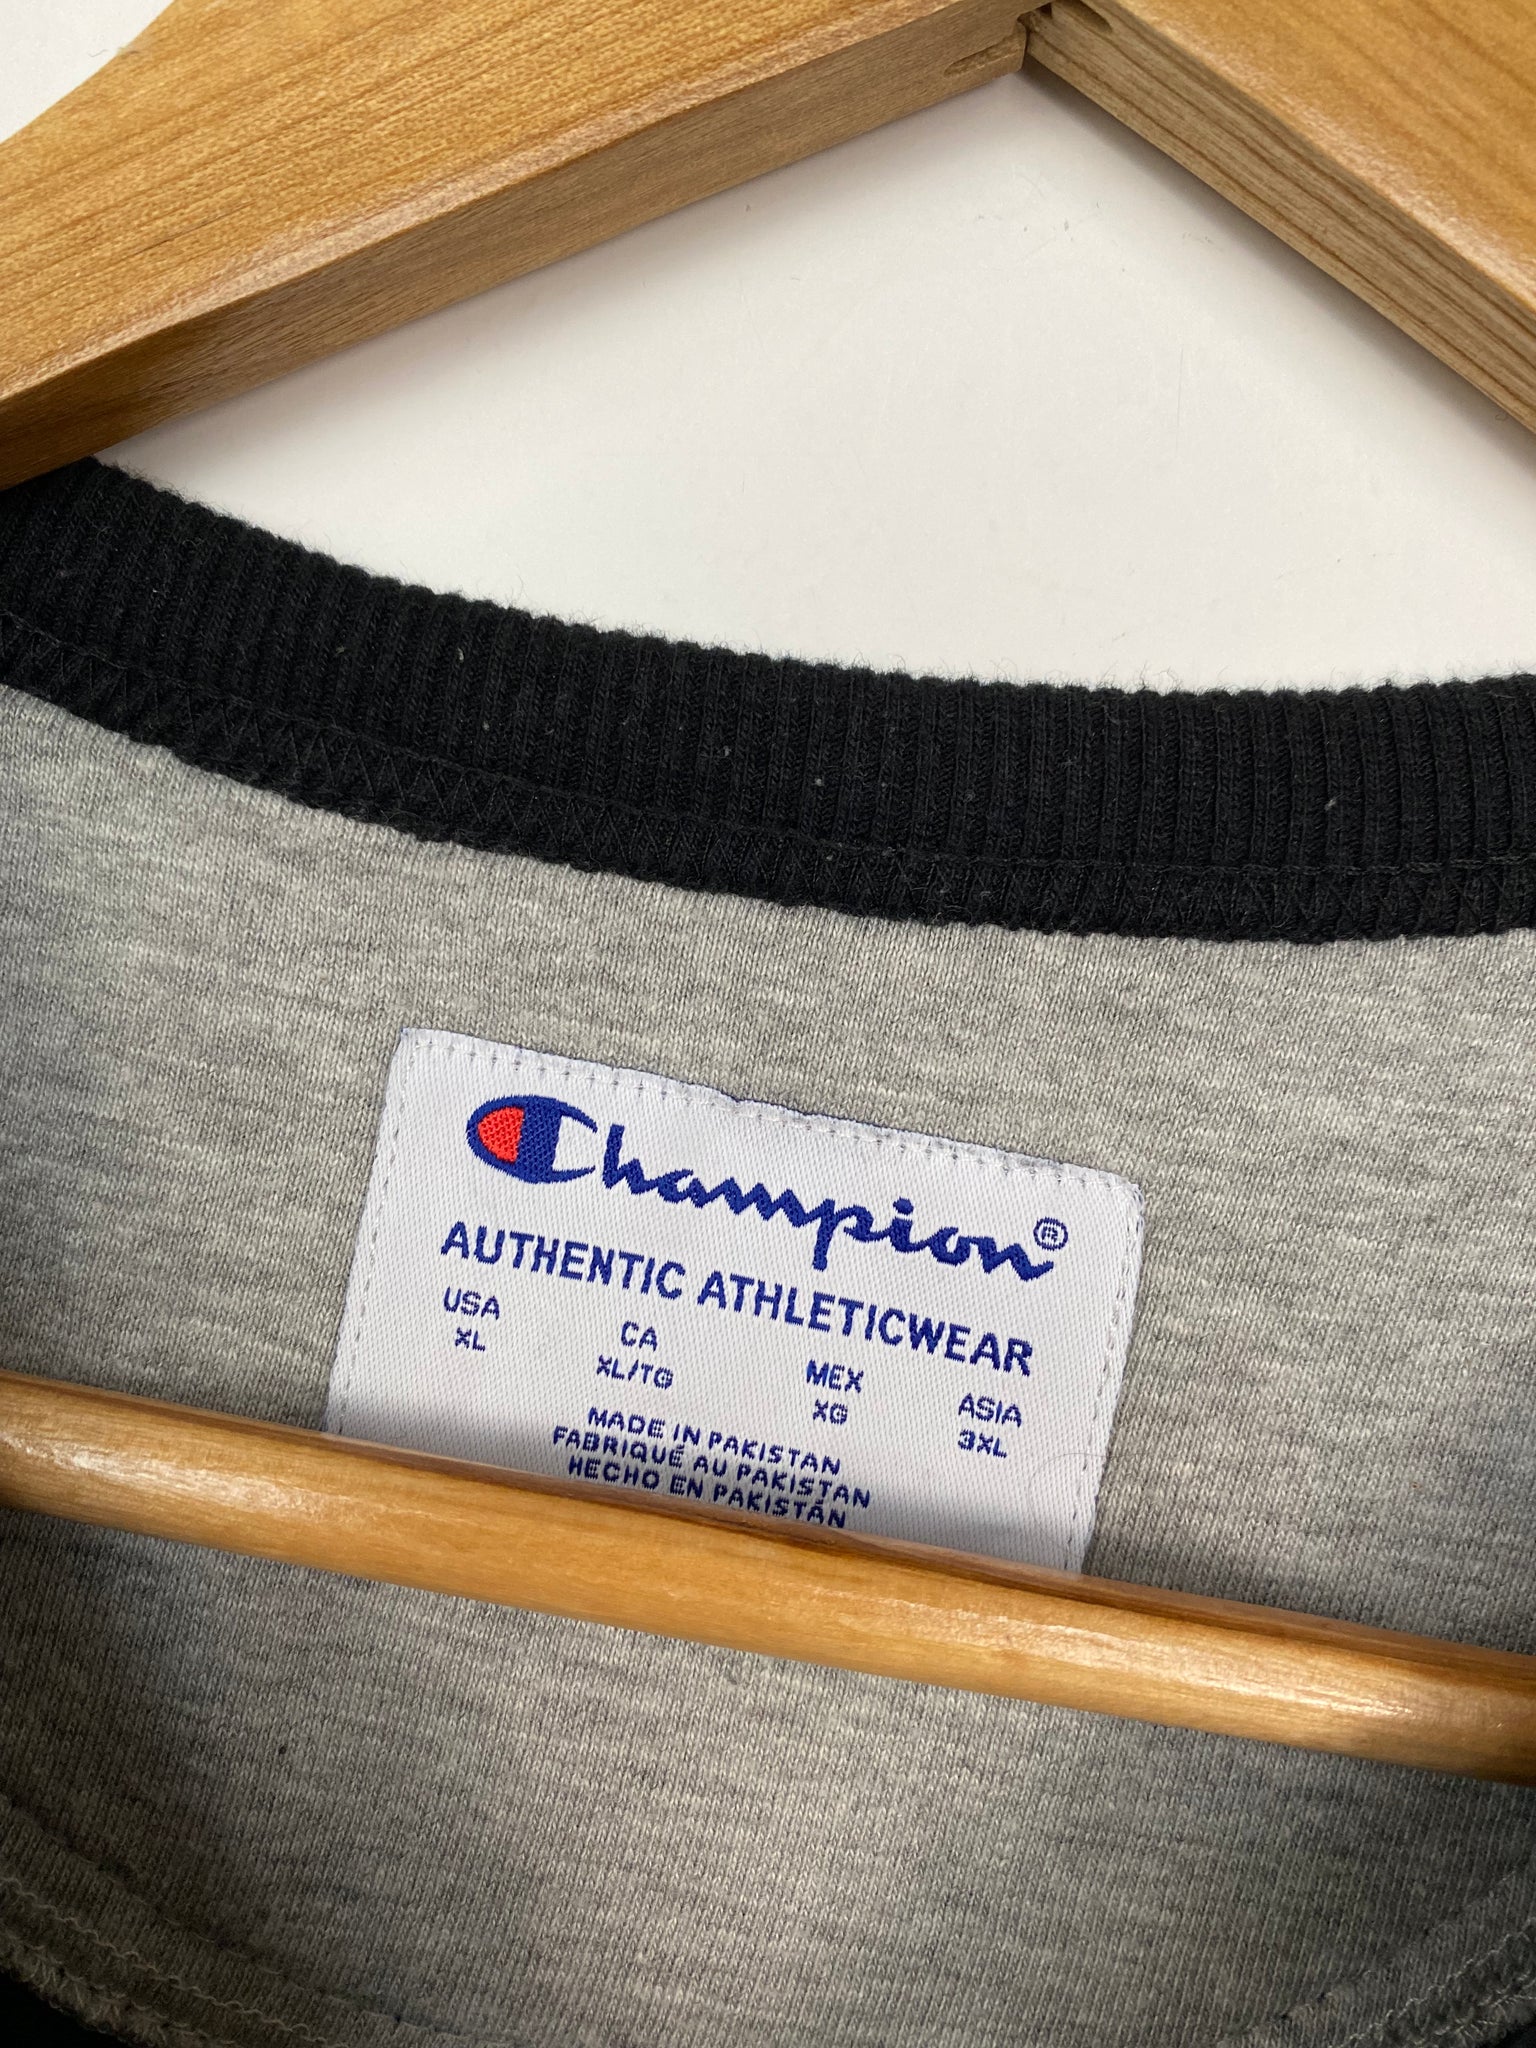 Champion®
AUTHENTIC ATHLETICWEAR
USA CA MEX ASIA
XL XL/TG XG 3XL
MADE IN PAKISTAN
FABRIQUÉ AU PAKISTAN
HECHO EN PAKISTÁN